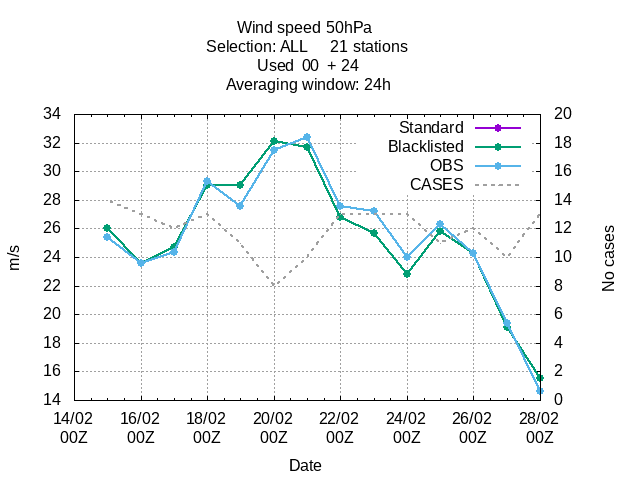 Wind speed 50hPa
Selection: ALL     21 stations
Used  00  + 24
Averaging window: 24h
34 20
Standard
32 18
Blacklisted
OBS
30 16
CASES
28 14
26 12
m/s
No cases
24 10
22 8
20 6
18 4
16 2
14 0
14/02 16/02 18/02 20/02 22/02 24/02 26/02 28/02
00Z 00Z 00Z 00Z 00Z 00Z 00Z 00Z
Date